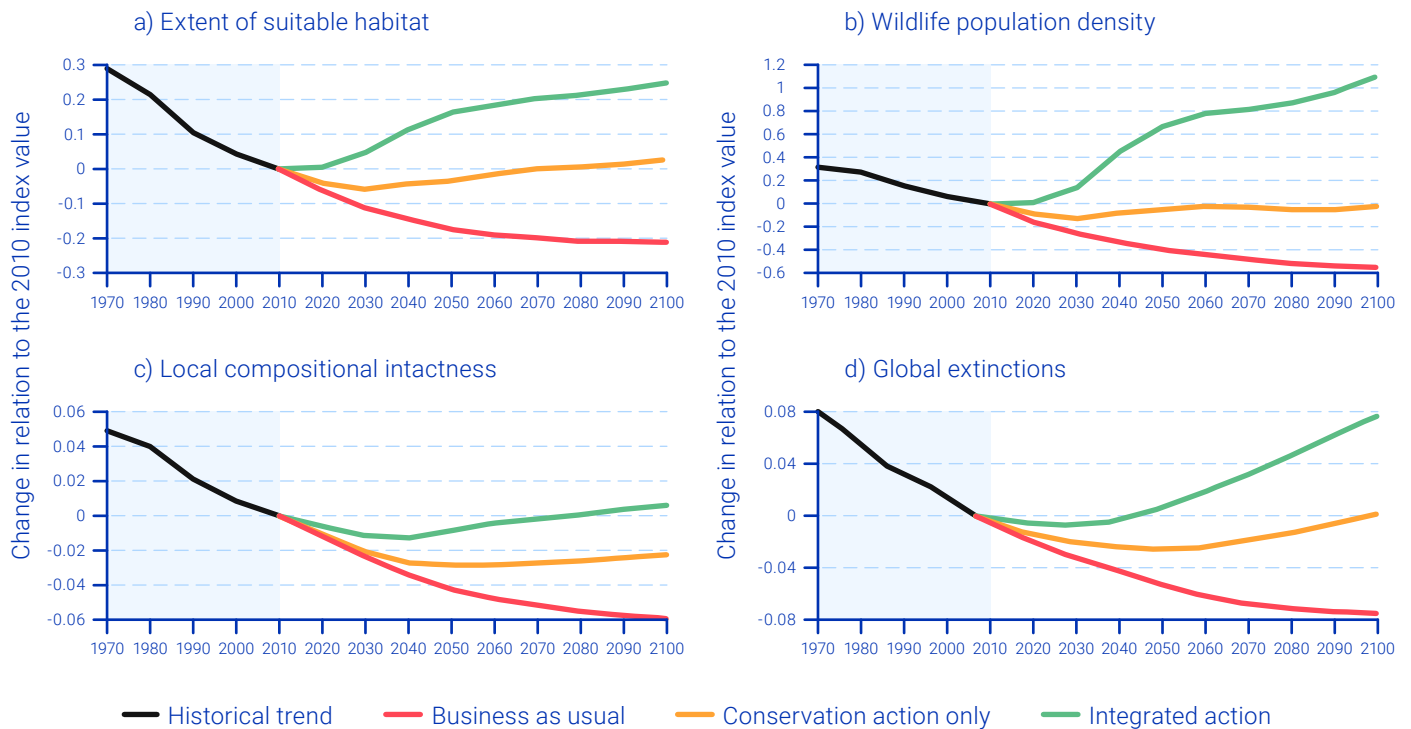 a) Extent of suitable habitat
Change in relation to the 2010 index value
0.3
0.2
0.1
0
-0.1
-0.2
-0.3
1970 1980 1990 2000 2010 2020 2030 2040 2050 2060 2070 2080 2090 2100
b) Wildlife population density
Change in relation to the 2010 index value
1.2
1
0.8
0.6
0.4
0.2
0
-0.2
-0.4
-0.6
1970 1980 1990 2000 2010 2020 2030 2040 2050 2060 2070 2080 2090 2100
c) Local compositional intactness
0.06
0.04
0.02
0
-0.02
-0.04
-0.06
1970 1980 1990 2000 2010 2020 2030 2040 2050 2060 2070 2080 2090 2100
d) Global extinctions
0.08
0.04
0
-0.04
-0.08
1970 1980 1990 2000 2010 2020 2030 2040 2050 2060 2070 2080 2090 2100
Historical trend Business as usual Conservation action only Integrated action